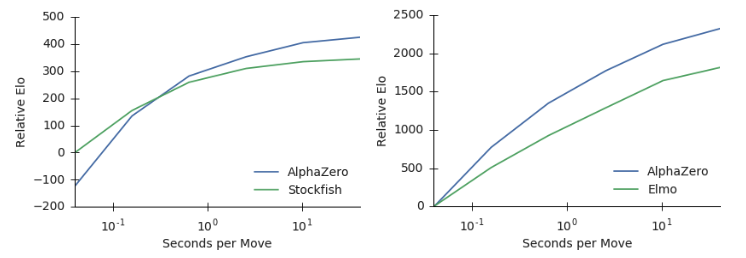 500
400
300
200
100
0
−100
−200
Relative Elo
AlphaZero
Stockfish
10⁻¹ 10⁰ 10¹
Seconds per Move
2500
2000
1500
1000
500
0
Relative Elo
AlphaZero
Elmo
10⁻¹ 10⁰ 10¹
Seconds per Move